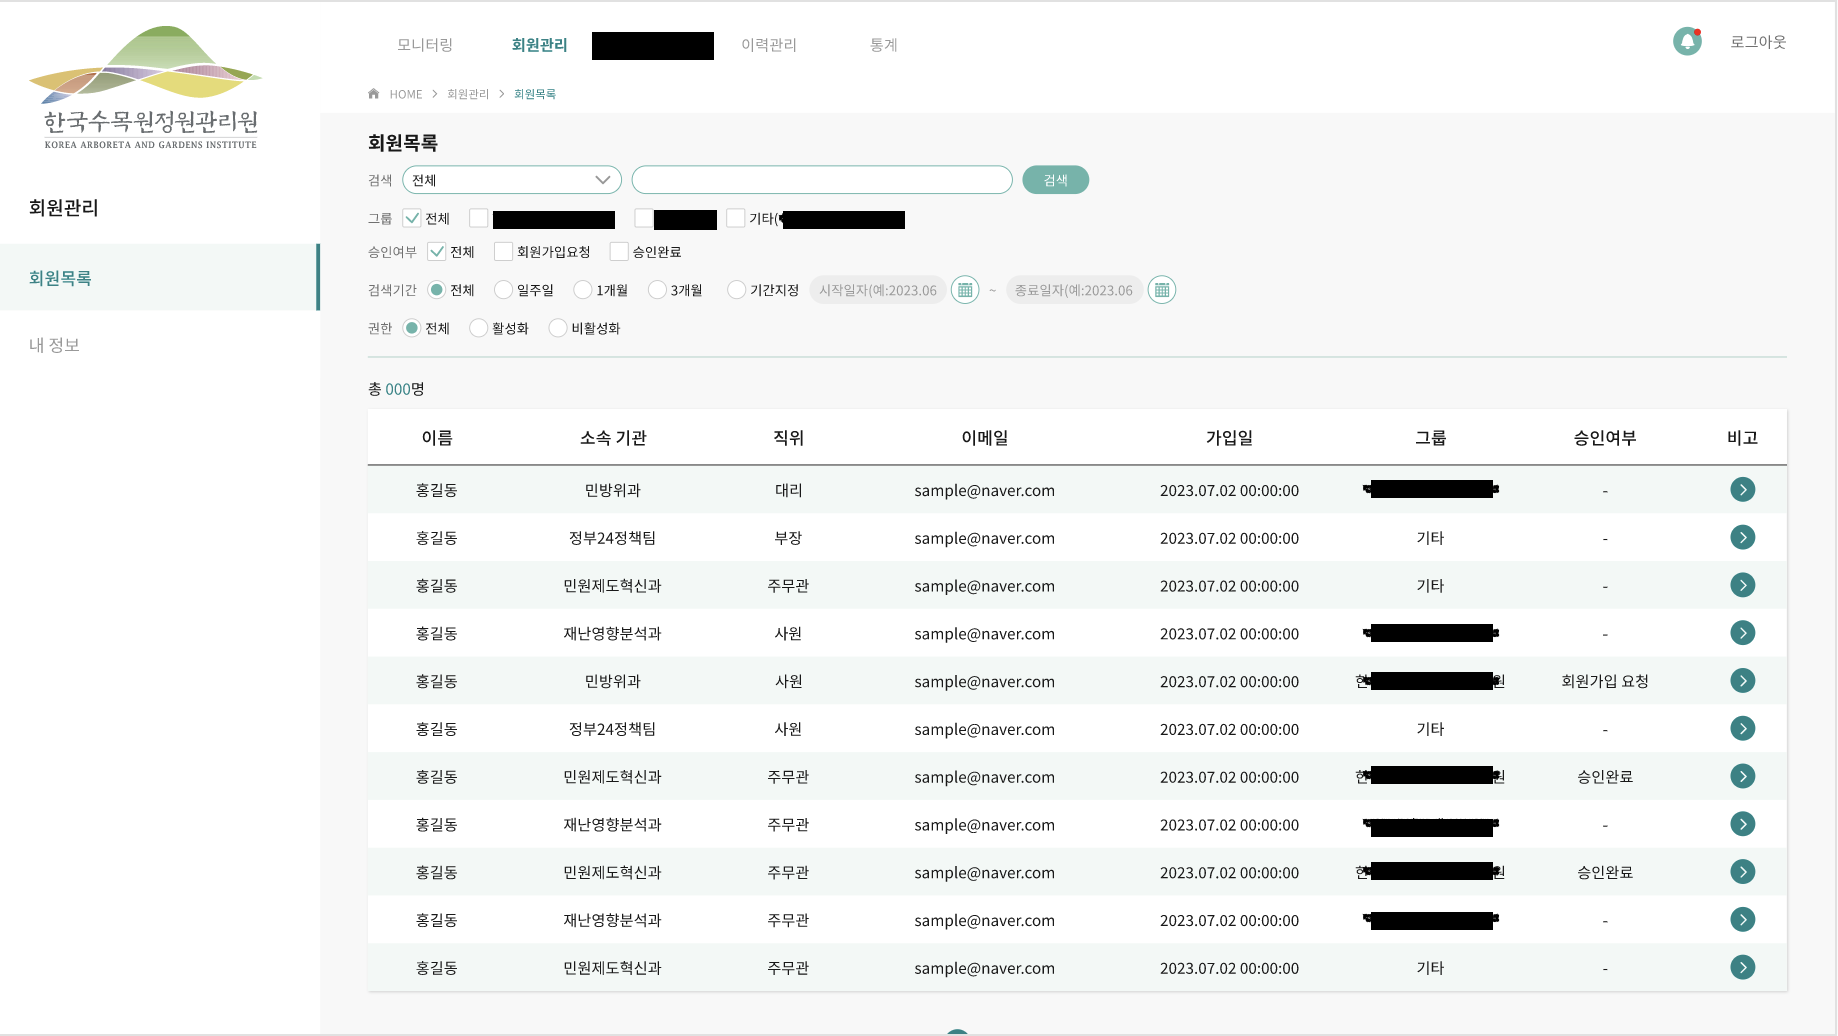 한국수목원정원관리원
KOREA ARBORETA AND GARDENS INSTITUTE
회원관리
회원목록
내 정보
모니터링 회원관리 이력관리 통계 로그아웃
HOME > 회원관리 > 회원목록
회원목록
검색 전체 검색
그룹 전체 기타(
승인여부 전체 회원가입요청 승인완료
검색기간 전체 일주일 1개월 3개월 기간지정 시작일자(예:2023.06 ~ 종료일자(예:2023.06
권한 전체 활성화 비활성화
총 000명
이름 소속 기관 직위 이메일 가입일 그룹 승인여부 비고
홍길동 민방위과 대리 sample@naver.com 2023.07.02 00:00:00 -
홍길동 정부24정책팀 부장 sample@naver.com 2023.07.02 00:00:00 기타 -
홍길동 민원제도혁신과 주무관 sample@naver.com 2023.07.02 00:00:00 기타 -
홍길동 재난영향분석과 사원 sample@naver.com 2023.07.02 00:00:00 -
홍길동 민방위과 사원 sample@naver.com 2023.07.02 00:00:00 회원가입 요청
홍길동 정부24정책팀 사원 sample@naver.com 2023.07.02 00:00:00 기타 -
홍길동 민원제도혁신과 주무관 sample@naver.com 2023.07.02 00:00:00 승인완료
홍길동 재난영향분석과 주무관 sample@naver.com 2023.07.02 00:00:00 -
홍길동 민원제도혁신과 주무관 sample@naver.com 2023.07.02 00:00:00 승인완료
홍길동 재난영향분석과 주무관 sample@naver.com 2023.07.02 00:00:00 -
홍길동 민원제도혁신과 주무관 sample@naver.com 2023.07.02 00:00:00 기타 -